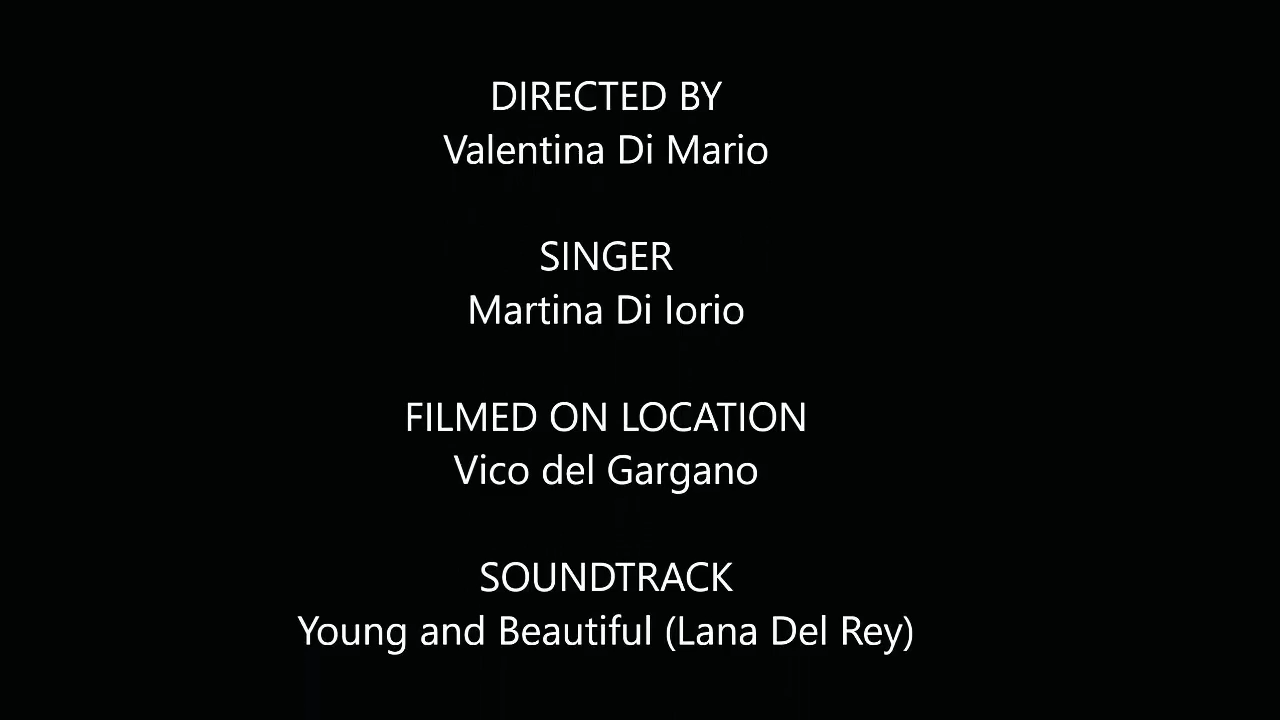 DIRECTED BY
Valentina Di Mario
SINGER
Martina Di Iorio
FILMED ON LOCATION
Vico del Gargano
SOUNDTRACK
Young and Beautiful (Lana Del Rey)